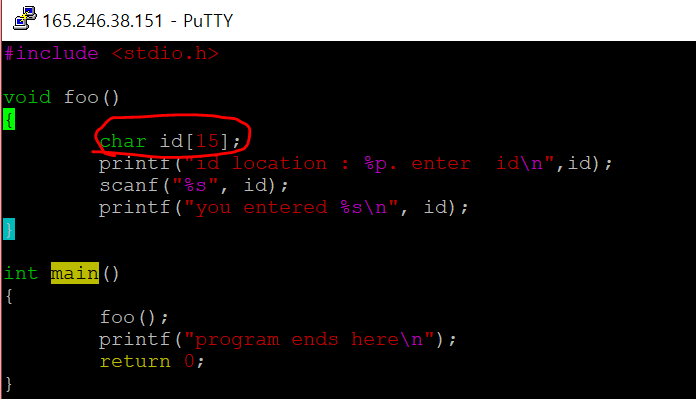 165.246.38.151 - PuTTY
#include <stdio.h>
void foo()
{
char id[15];
printf("id location : %p. enter  id\n",id);
scanf("%s", id);
printf("you entered %s\n", id);
}
int main()
{
foo();
printf("program ends here\n");
return 0;
}